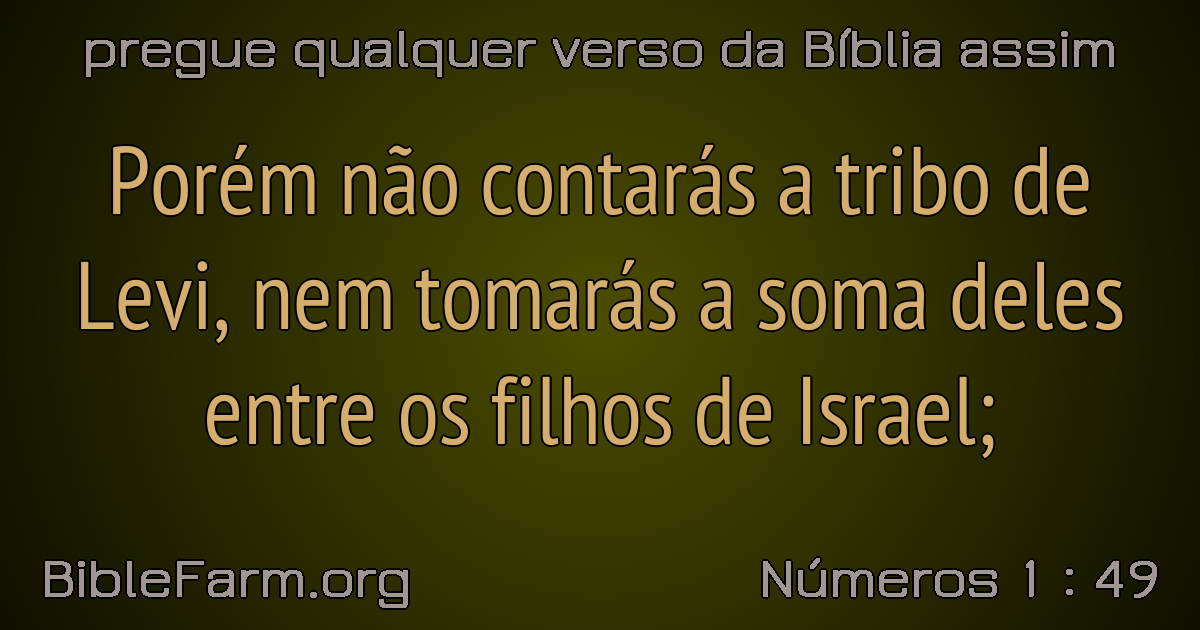 pregue qualquer verso da Bíblia assim
Porém não contarás a tribo de
Levi, nem tomarás a soma deles
entre os filhos de Israel;
BibleFarm.org
Números 1 : 49